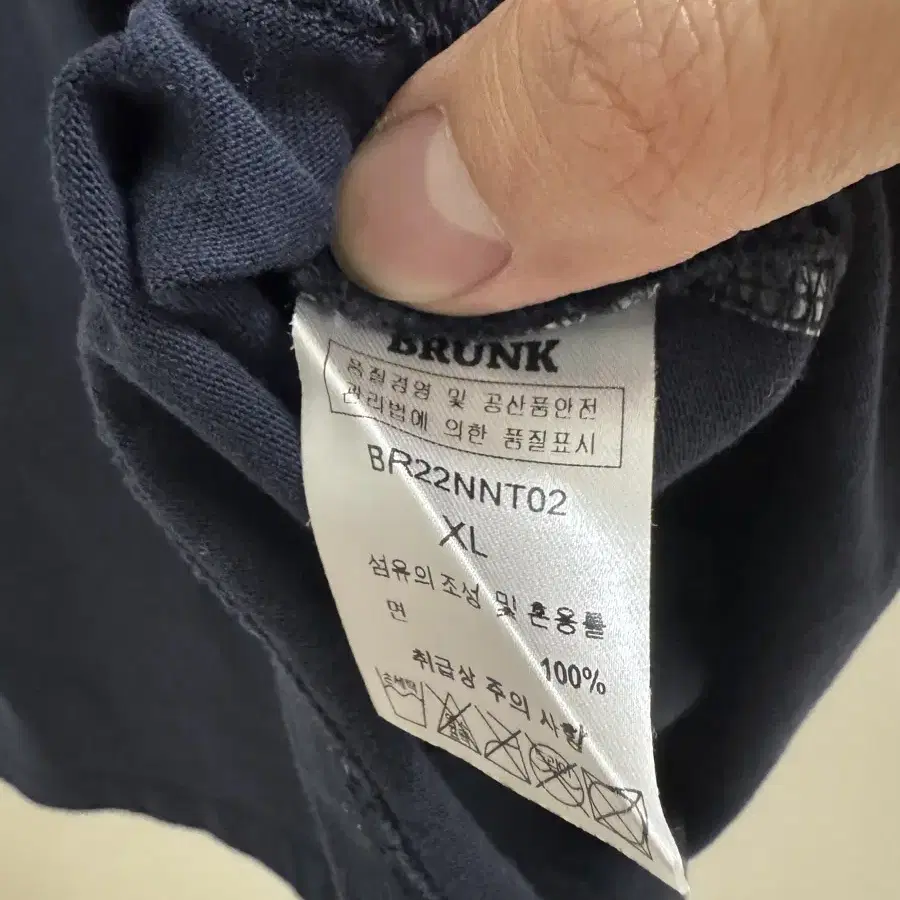 BRUNK
품질경영 및 공산품안전
관리법에 의한 품질표시
BR22NNT02
XL
섬유의 조성 및 혼용률
면
100%
취급상 주의 사항